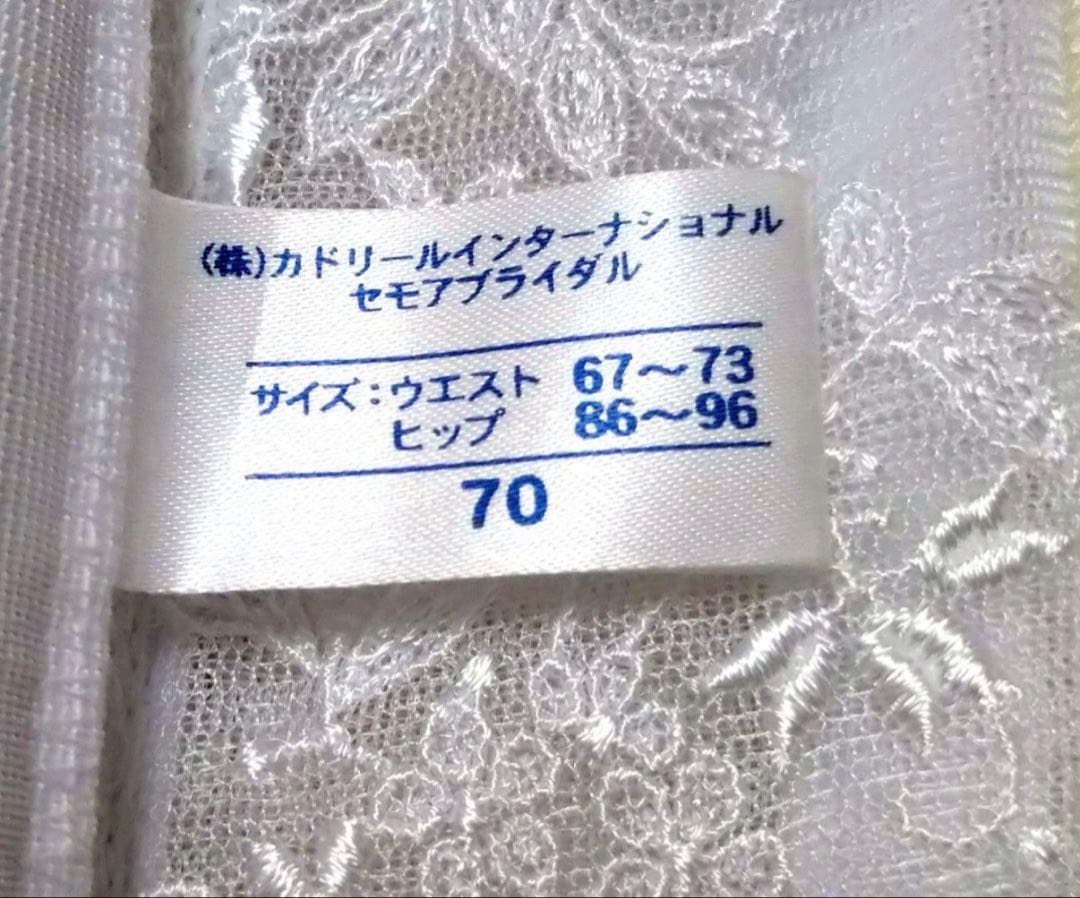 (株)カドリールインターナショナル
セモアブライダル
サイズ:ウエスト 67〜73
ヒップ 86〜96
70